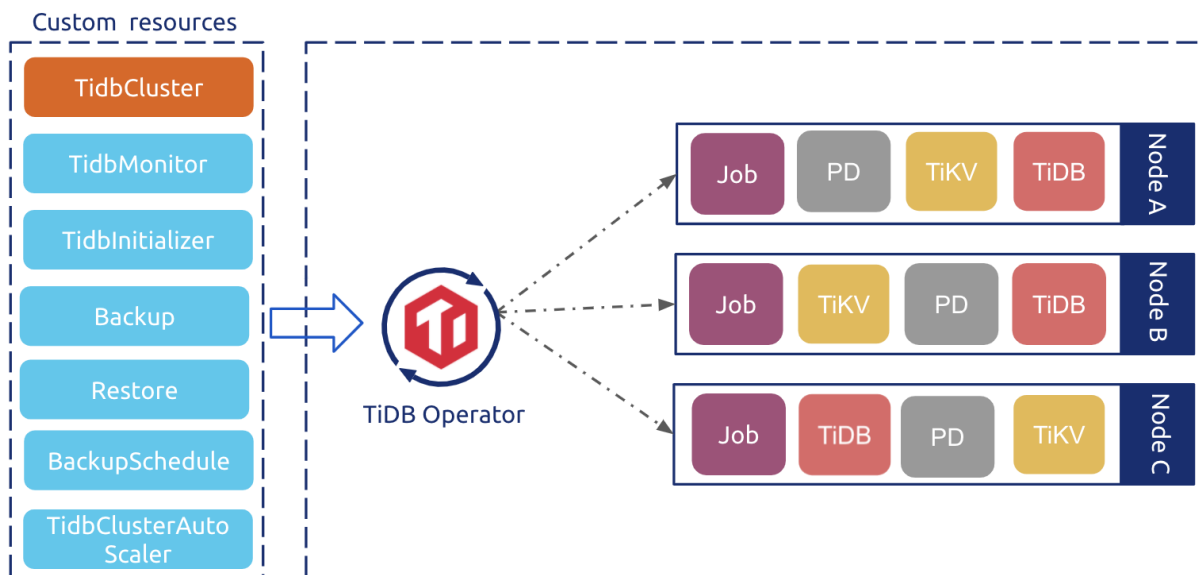 Custom resources
TidbCluster
TidbMonitor
TidbInitializer
Backup
Restore
BackupSchedule
TidbClusterAuto
Scaler
Ti
TiDB Operator
Job PD TiKV TiDB Node A
Job TiKV PD TiDB Node B
Job TiDB PD TiKV Node C